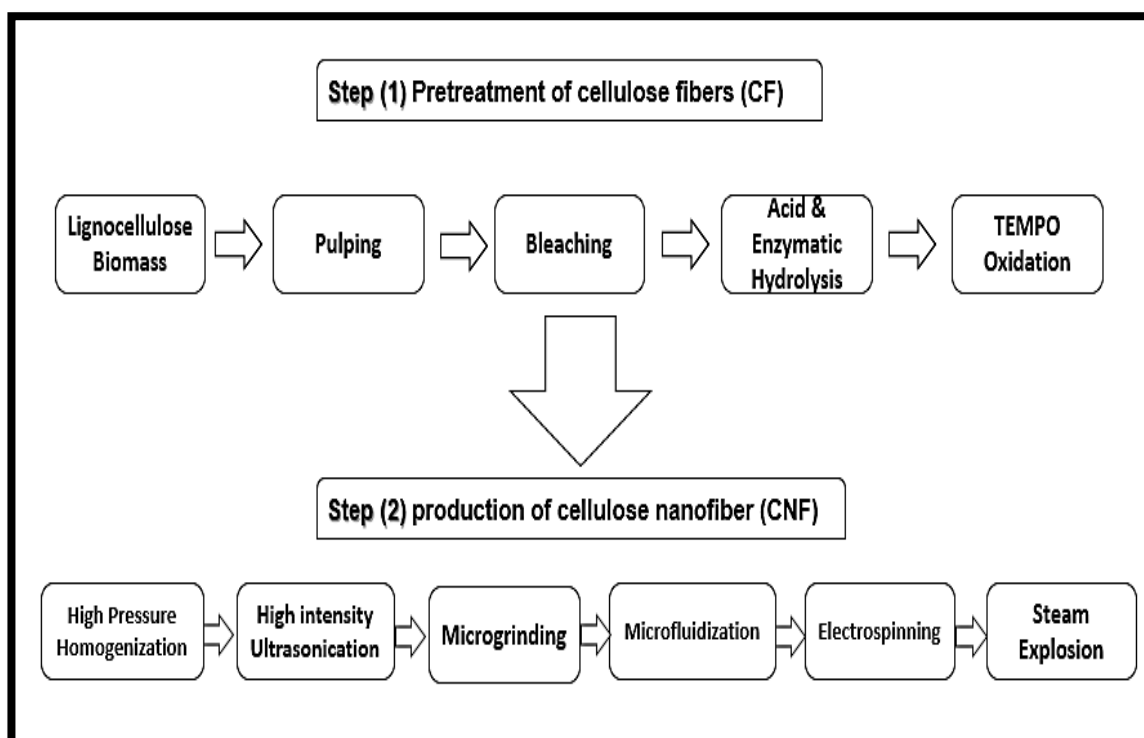 Step (1) Pretreatment of cellulose fibers (CF)
Lignocellulose
Biomass
Pulping
Bleaching
Acid &
Enzymatic
Hydrolysis
TEMPO
Oxidation
Step (2) production of cellulose nanofiber (CNF)
High Pressure
Homogenization
High intensity
Ultrasonication
Microgrinding
Microfluidization
Electrospinning
Steam
Explosion